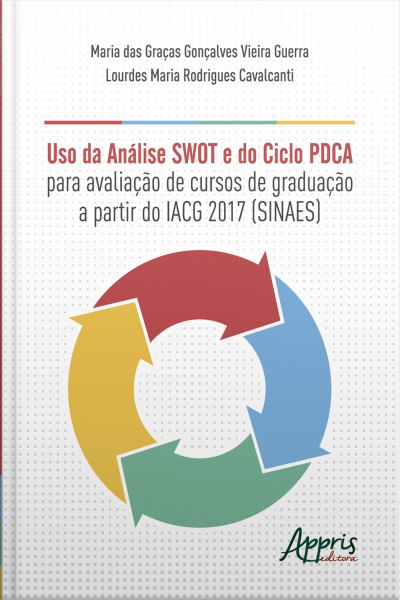 Maria das Graças Gonçalves Vieira Guerra
Lourdes Maria Rodrigues Cavalcanti
Uso da Análise SWOT e do Ciclo PDCA
para avaliação de cursos de graduação
a partir do IACG 2017 (SINAES)
Appris
editora